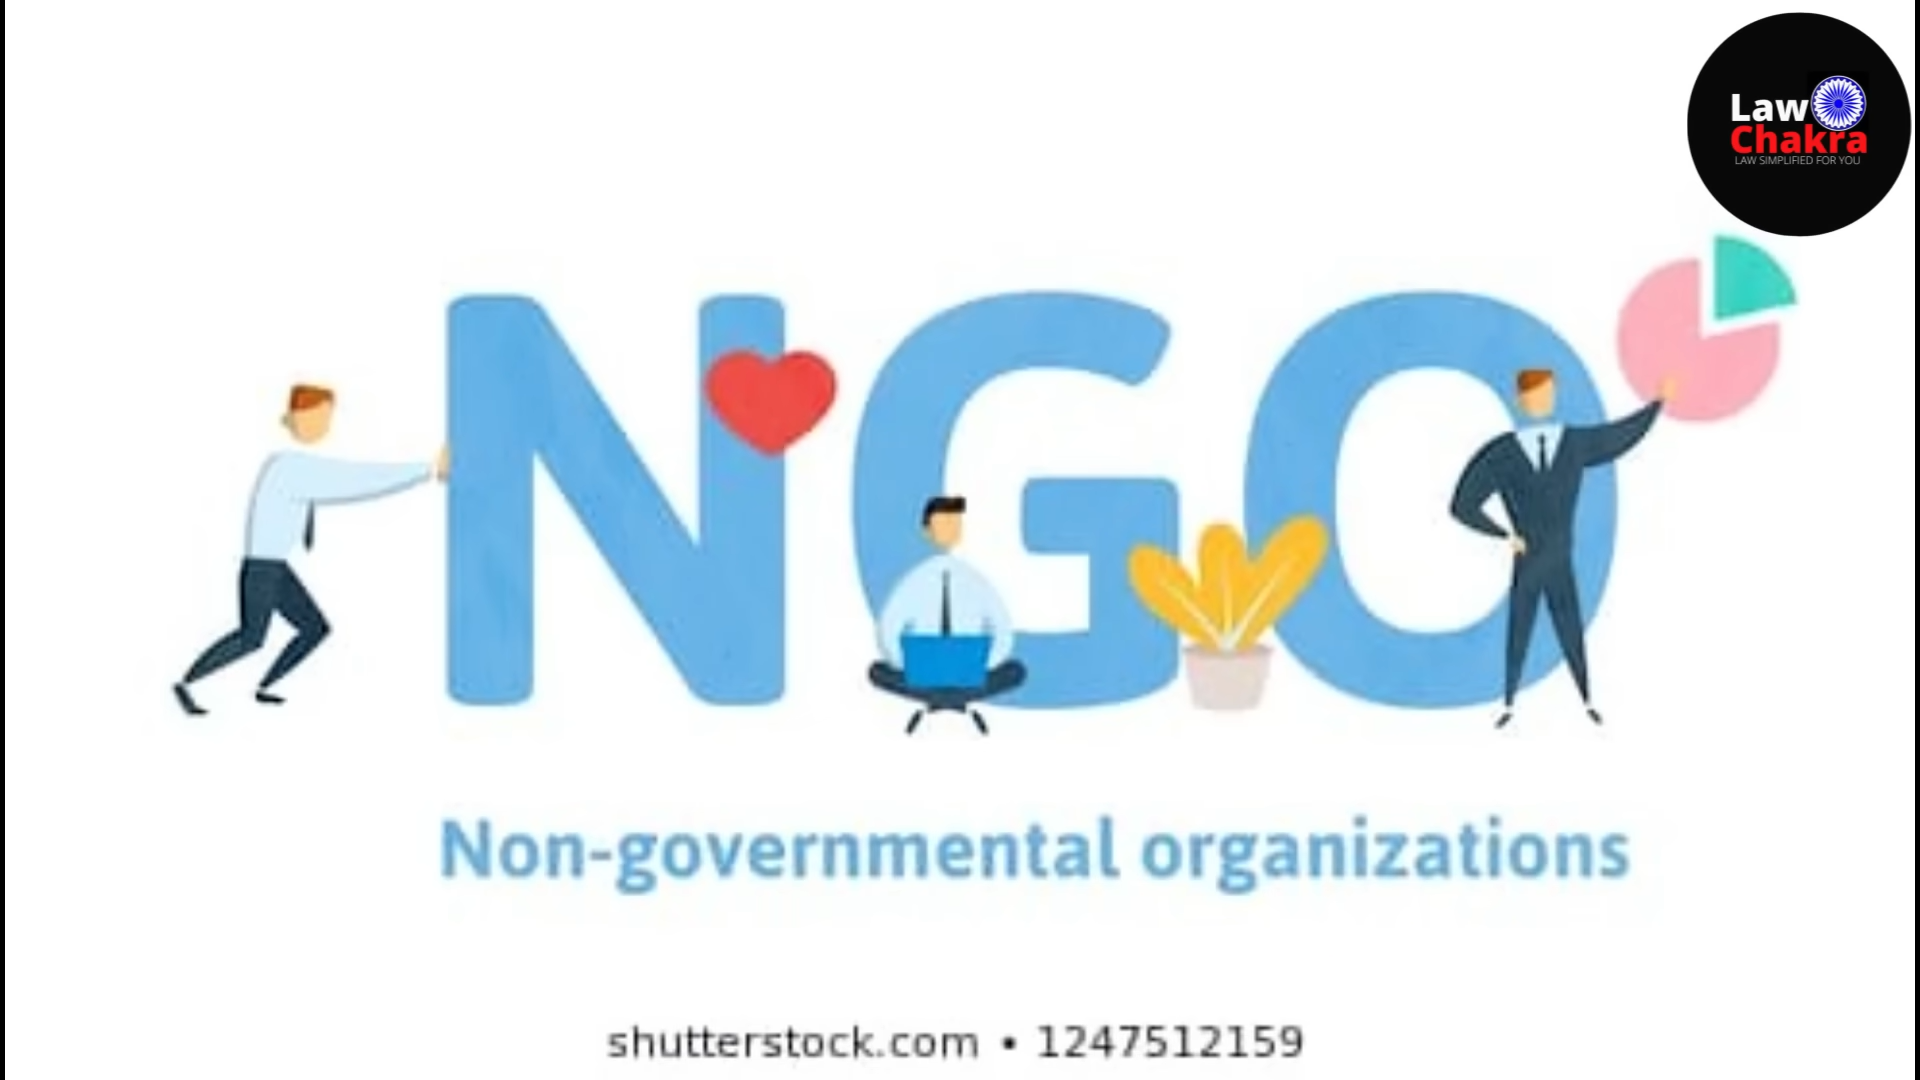 Law
Chakra
LAW SIMPLIFIED FOR YOU
NGO
Non-governmental organizations
shutterstock.com • 1247512159